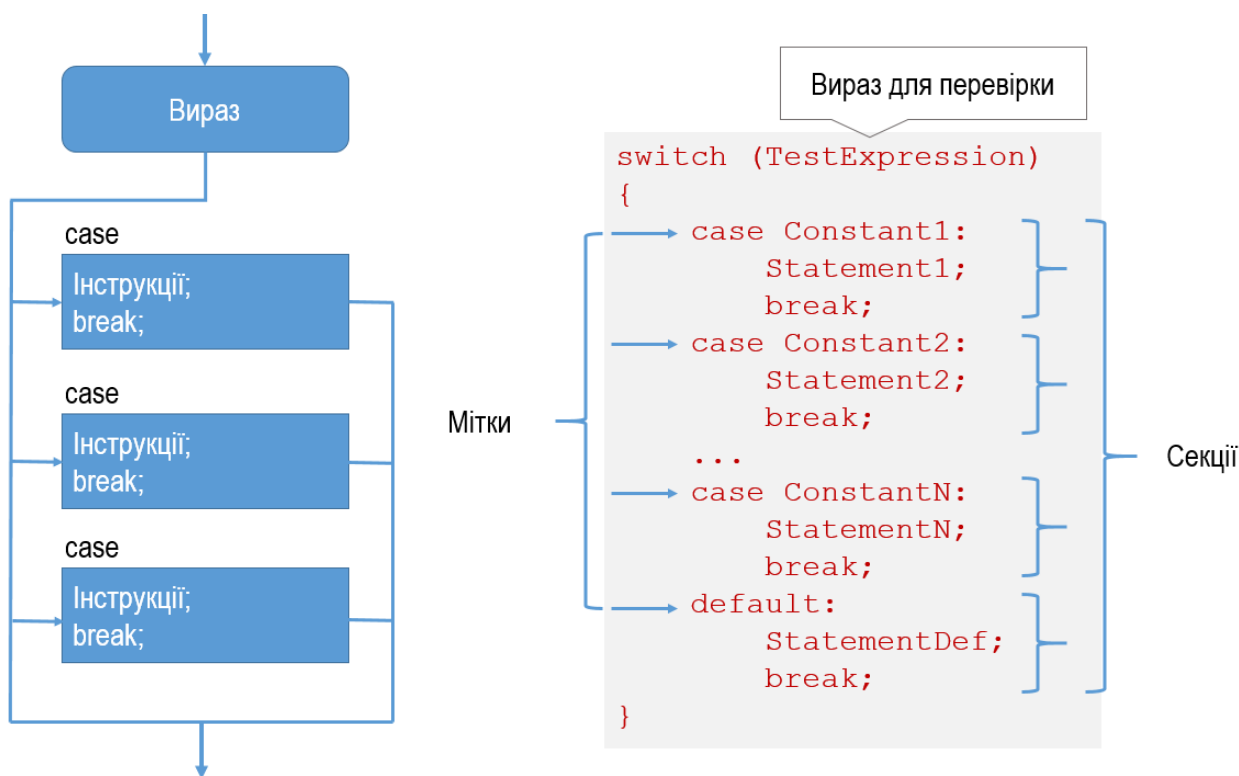 Вираз
case
Інструкції;
break;
case
Інструкції;
break;
case
Інструкції;
break;
Вираз для перевірки
switch (TestExpression)
{
case Constant1:
Statement1;
break;
case Constant2:
Statement2;
break;
...
case ConstantN:
StatementN;
break;
default:
StatementDef;
break;
}
Мітки
Секції